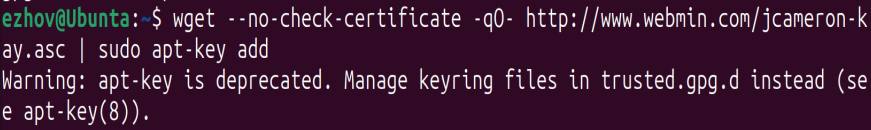 ezhov@Ubunta:~$ wget --no-check-certificate -qO- http://www.webmin.com/jcameron-k
ay.asc | sudo apt-key add
Warning: apt-key is deprecated. Manage keyring files in trusted.gpg.d instead (se
e apt-key(8)).